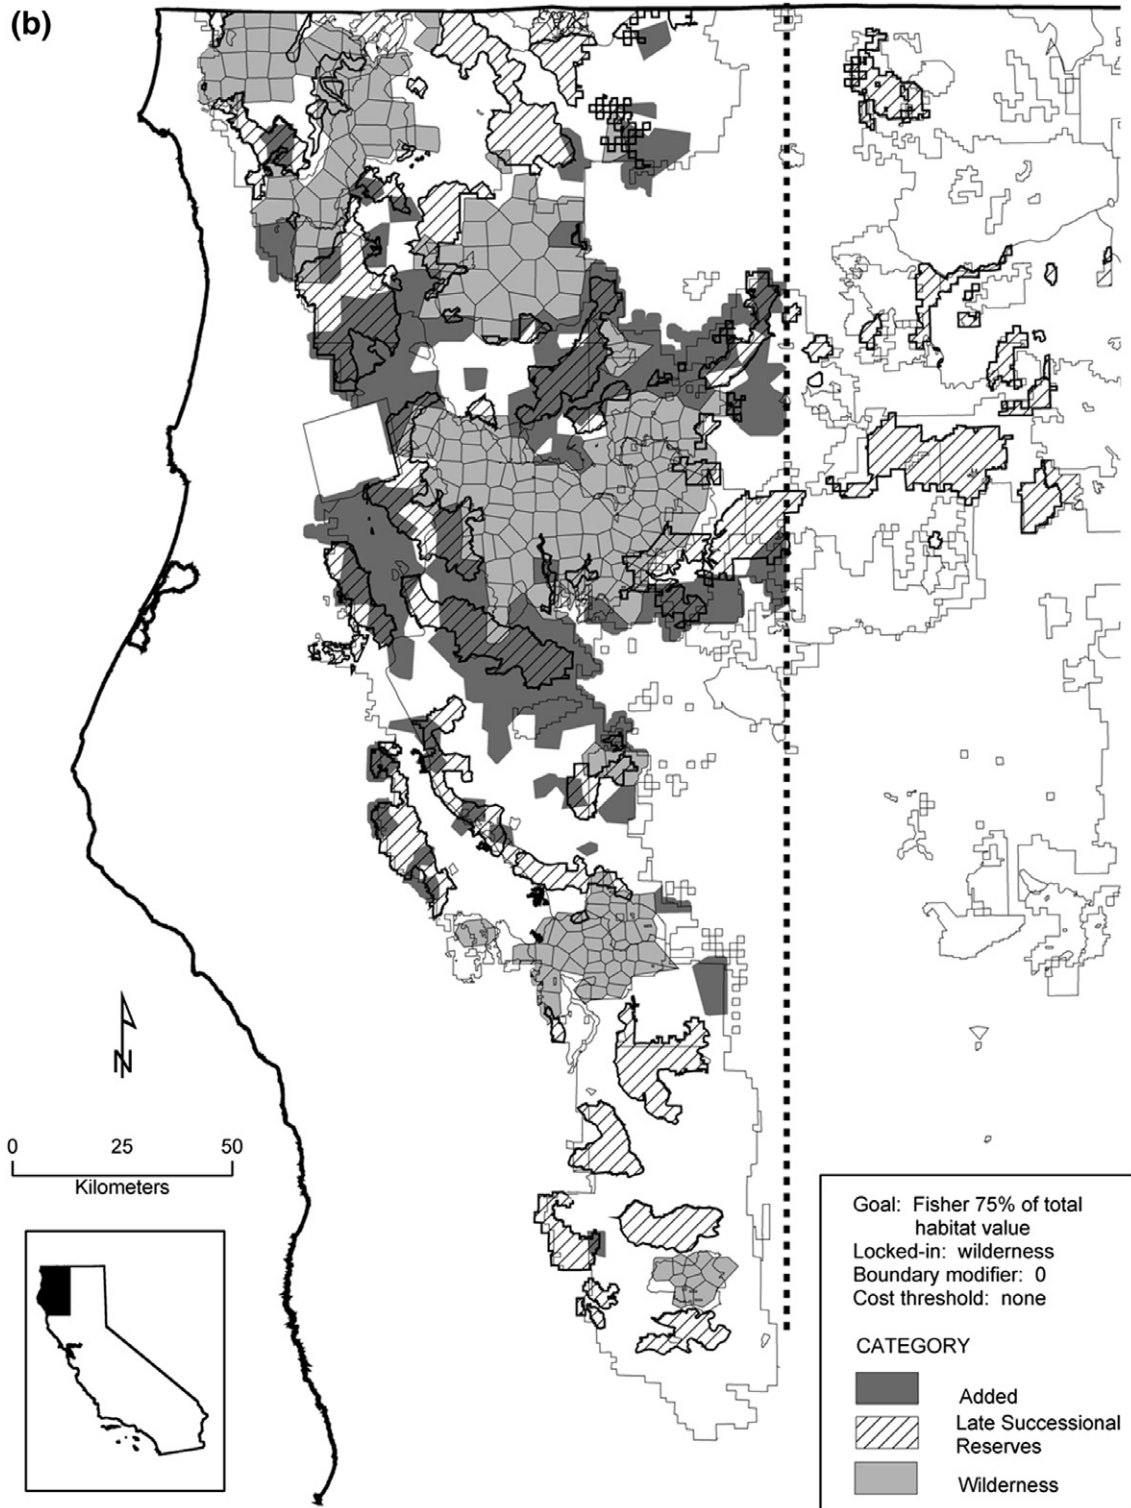 (b)
N
0 25 50
Kilometers
Goal: Fisher 75% of total
habitat value
Locked-in: wilderness
Boundary modifier: 0
Cost threshold: none
CATEGORY
Added
Late Successional
Reserves
Wilderness